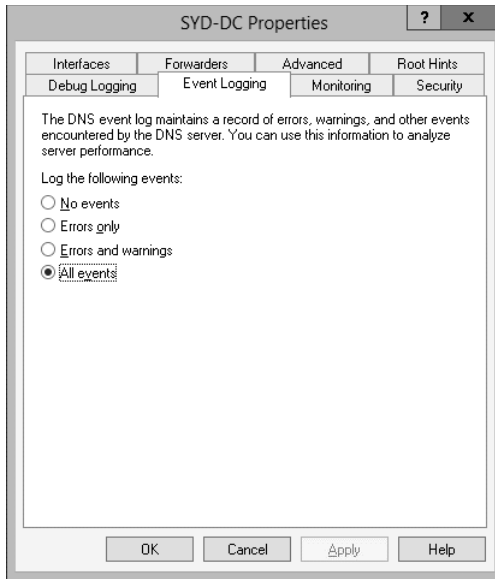 SYD-DC Properties
? x
Interfaces Forwarders Advanced Root Hints
Debug Logging Event Logging Monitoring Security
The DNS event log maintains a record of errors, warnings, and other events
encountered by the DNS server. You can use this information to analyze
server performance.
Log the following events:
No events
Errors only
Errors and warnings
All events
OK Cancel Apply Help